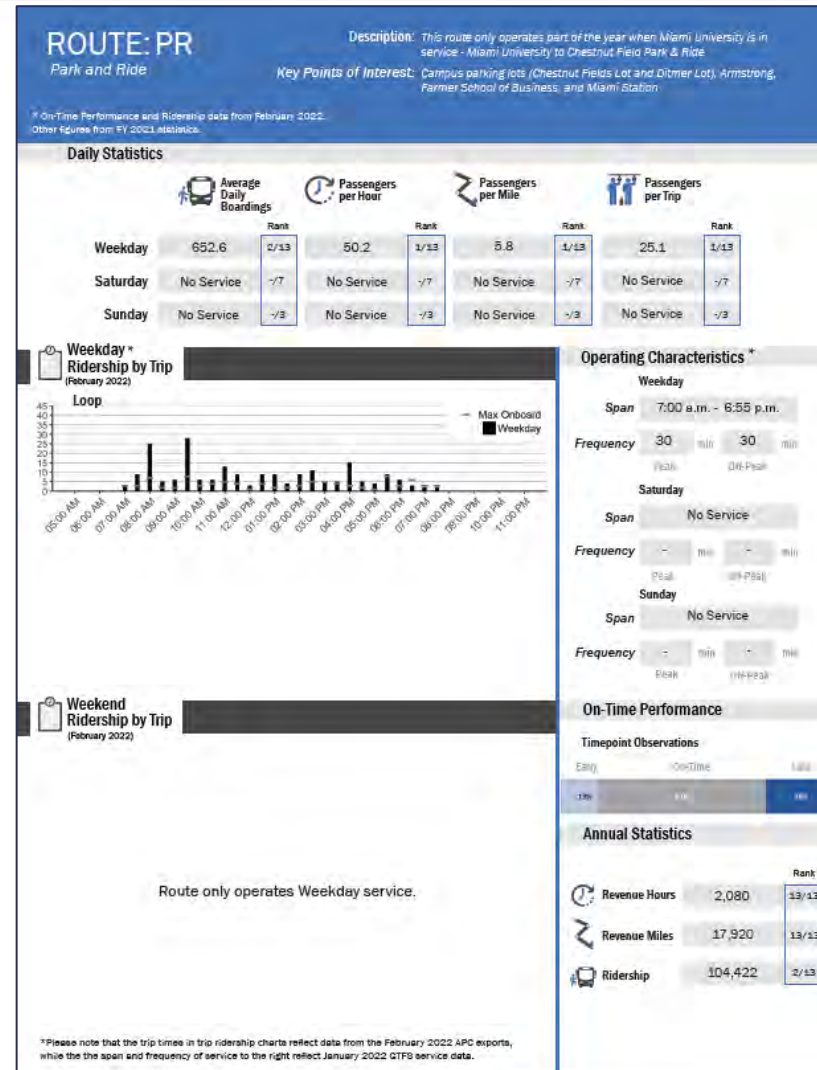 ROUTE: PR
Park and Ride
Description: This route only operates part of the year when Miami University is in
service - Miami University to Chestnut Field Park & Ride
Key Points of Interest: Campus parking lots (Chestnut Fields Lot and Ditmer Lot), Armstrong,
Farmer School of Business, and Miami Station
* On-Time Performance and Ridership data from February 2022.
Other figures from FY 2021 statistics.
Daily Statistics
Average Daily Boardings Passengers per Hour Passengers per Mile Passengers per Trip
Rank Rank Rank Rank
Weekday 652.6 2/13 50.2 1/13 5.8 1/13 25.1 1/13
Saturday No Service -/7 No Service -/7 No Service -/7 No Service -/7
Sunday No Service -/3 No Service -/3 No Service -/3 No Service -/3
Weekday *
Ridership by Trip
(February 2022)
Loop
Max Onboard
Weekday
45
40
35
30
25
20
15
10
5
0
05:00 AM 06:00 AM 07:00 AM 08:00 AM 09:00 AM 10:00 AM 11:00 AM 12:00 PM 01:00 PM 02:00 PM 03:00 PM 04:00 PM 05:00 PM 06:00 PM 07:00 PM 08:00 PM 09:00 PM 10:00 PM 11:00 PM
Weekend
Ridership by Trip
(February 2022)
Route only operates Weekday service.
*Please note that the trip times in trip ridership charts reflect data from the February 2022 APC exports,
while the the span and frequency of service to the right reflect January 2022 GTFS service data.
Operating Characteristics *
Weekday
Span 7:00 a.m. - 6:55 p.m.
Frequency 30 min 30 min
Peak Off-Peak
Saturday
Span No Service
Frequency - min - min
Peak Off-Peak
Sunday
Span No Service
Frequency - min - min
Peak Off-Peak
On-Time Performance
Timepoint Observations
Early On-Time Late
Annual Statistics
Rank
Revenue Hours 2,080 13/13
Revenue Miles 17,920 13/13
Ridership 104,422 2/13